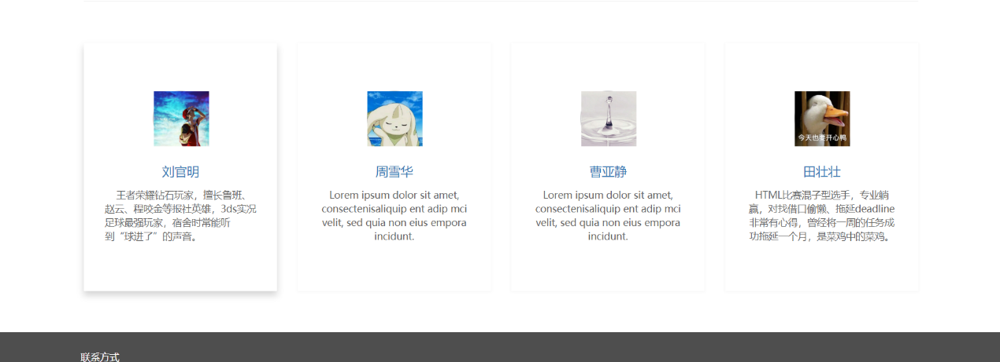 今天也要开心鸭
刘官明
王者荣耀钻石玩家，擅长鲁班、
赵云、程咬金等报社英雄，3ds实况
足球最强玩家，宿舍时常能听
到“球进了”的声音。
周雪华
Lorem ipsum dolor sit amet,
consectenisaliquip ent adip mci
velit, sed quia non eius empora
incidunt.
曹亚静
Lorem ipsum dolor sit amet,
consectenisaliquip ent adip mci
velit, sed quia non eius empora
incidunt.
田壮壮
HTML比赛混子型选手，专业躺
赢，对找借口偷懒、拖延deadline
非常有心得，曾经将一周的任务成
功拖延一个月，是菜鸡中的菜鸡。
联系方式